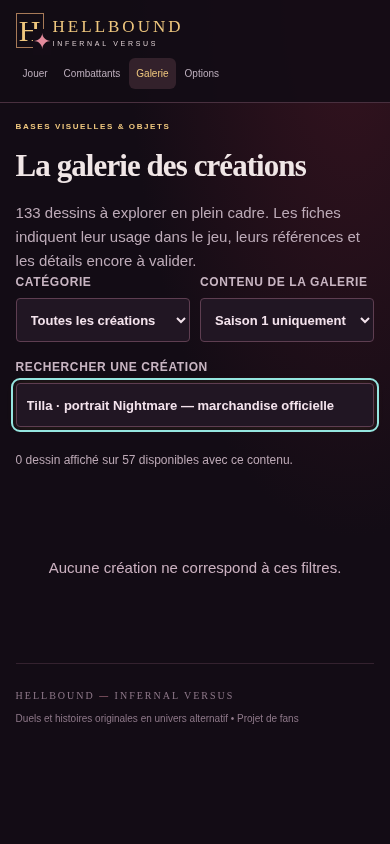 HELLBOUND
INFERNAL VERSUS
Jouer Combattants Galerie Options
BASES VISUELLES & OBJETS
La galerie des créations
133 dessins à explorer en plein cadre. Les fiches
indiquent leur usage dans le jeu, leurs références et
les détails encore à valider.
CATÉGORIE CONTENU DE LA GALERIE
Toutes les créations Saison 1 uniquement
RECHERCHER UNE CRÉATION
Tilla · portrait Nightmare — marchandise officielle
0 dessin affiché sur 57 disponibles avec ce contenu.
Aucune création ne correspond à ces filtres.
HELLBOUND — INFERNAL VERSUS
Duels et histoires originales en univers alternatif • Projet de fans